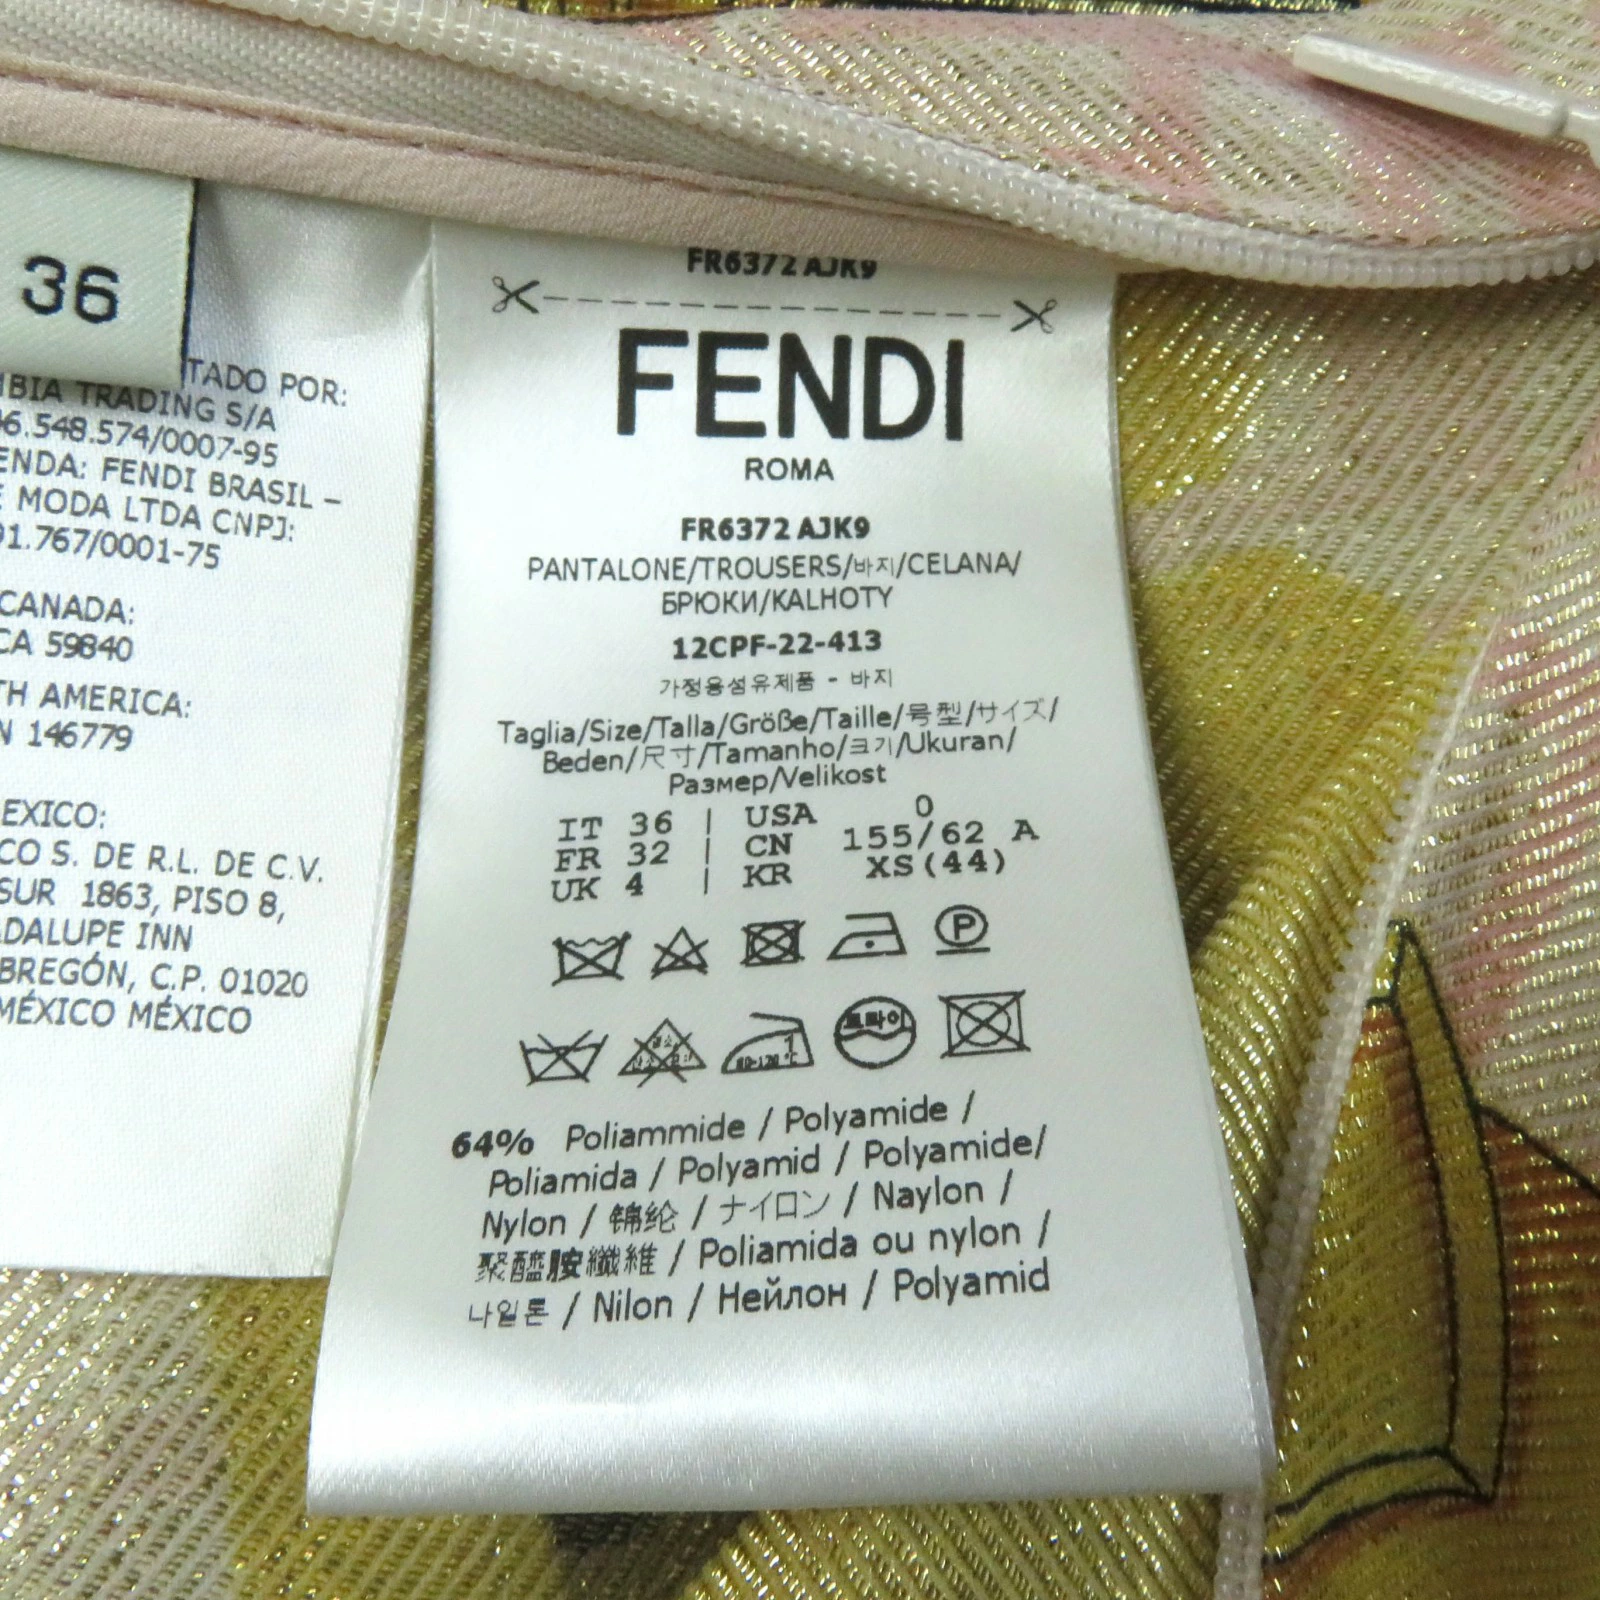 36
TADO POR:
BIA TRADING S/A
6.548.574/0007-95
ENDA: FENDI BRASIL –
MODA LTDA CNPJ:
91.767/0001-75
CANADA:
CA 59840
TH AMERICA:
N 146779
EXICO:
CO S. DE R.L. DE C.V.
SUR 1863, PISO 8,
DALUPE INN
BREGÓN, C.P. 01020
MÉXICO MÉXICO
FR6372 AJK9
FENDI
ROMA
FR6372 AJK9
PANTALONE/TROUSERS/바지/CELANA/
БРЮКИ/KALHOTY
12CPF-22-413
가정용섬유제품 - 바지
Taglia/Size/Talla/Größe/Taille/号型/サイズ/
Beden/尺寸/Tamanho/크기/Ukuran/
Размер/Velikost
IT 36 | USA 0
FR 32 | CN 155/62 A
UK 4 | KR XS(44)
P
드라이
64% Poliammide / Polyamide /
Poliamida / Polyamid / Polyamide/
Nylon / 锦纶 / ナイロン / Naylon /
聚醯胺纖維 / Poliamida ou nylon /
나일론 / Nilon / Нейлон / Polyamid